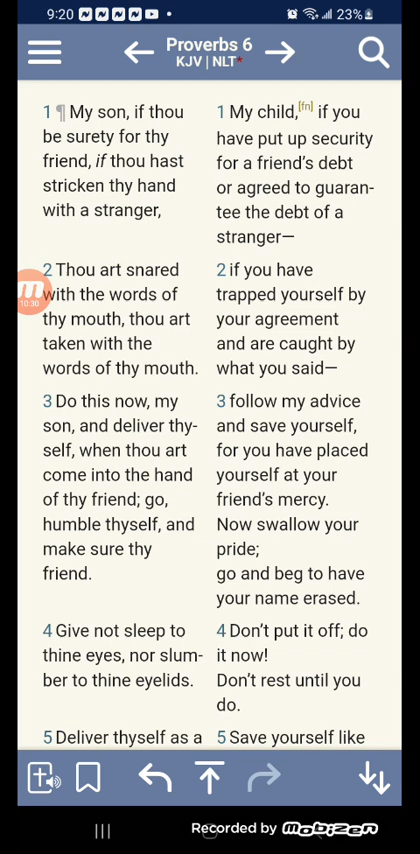 9:20
23%
Proverbs 6
KJV | NLT*
1 ¶ My son, if thou
be surety for thy
friend, if thou hast
stricken thy hand
with a stranger,
2 Thou art snared
with the words of
thy mouth, thou art
taken with the
words of thy mouth.
3 Do this now, my
son, and deliver thy-
self, when thou art
come into the hand
of thy friend; go,
humble thyself, and
make sure thy
friend.
4 Give not sleep to
thine eyes, nor slum-
ber to thine eyelids.
5 Deliver thyself as a
1 My child,[fn] if you
have put up security
for a friend’s debt
or agreed to guaran-
tee the debt of a
stranger—
2 if you have
trapped yourself by
your agreement
and are caught by
what you said—
3 follow my advice
and save yourself,
for you have placed
yourself at your
friend’s mercy.
Now swallow your
pride;
go and beg to have
your name erased.
4 Don’t put it off; do
it now!
Don’t rest until you
do.
5 Save yourself like
10:30
Recorded by mobizen